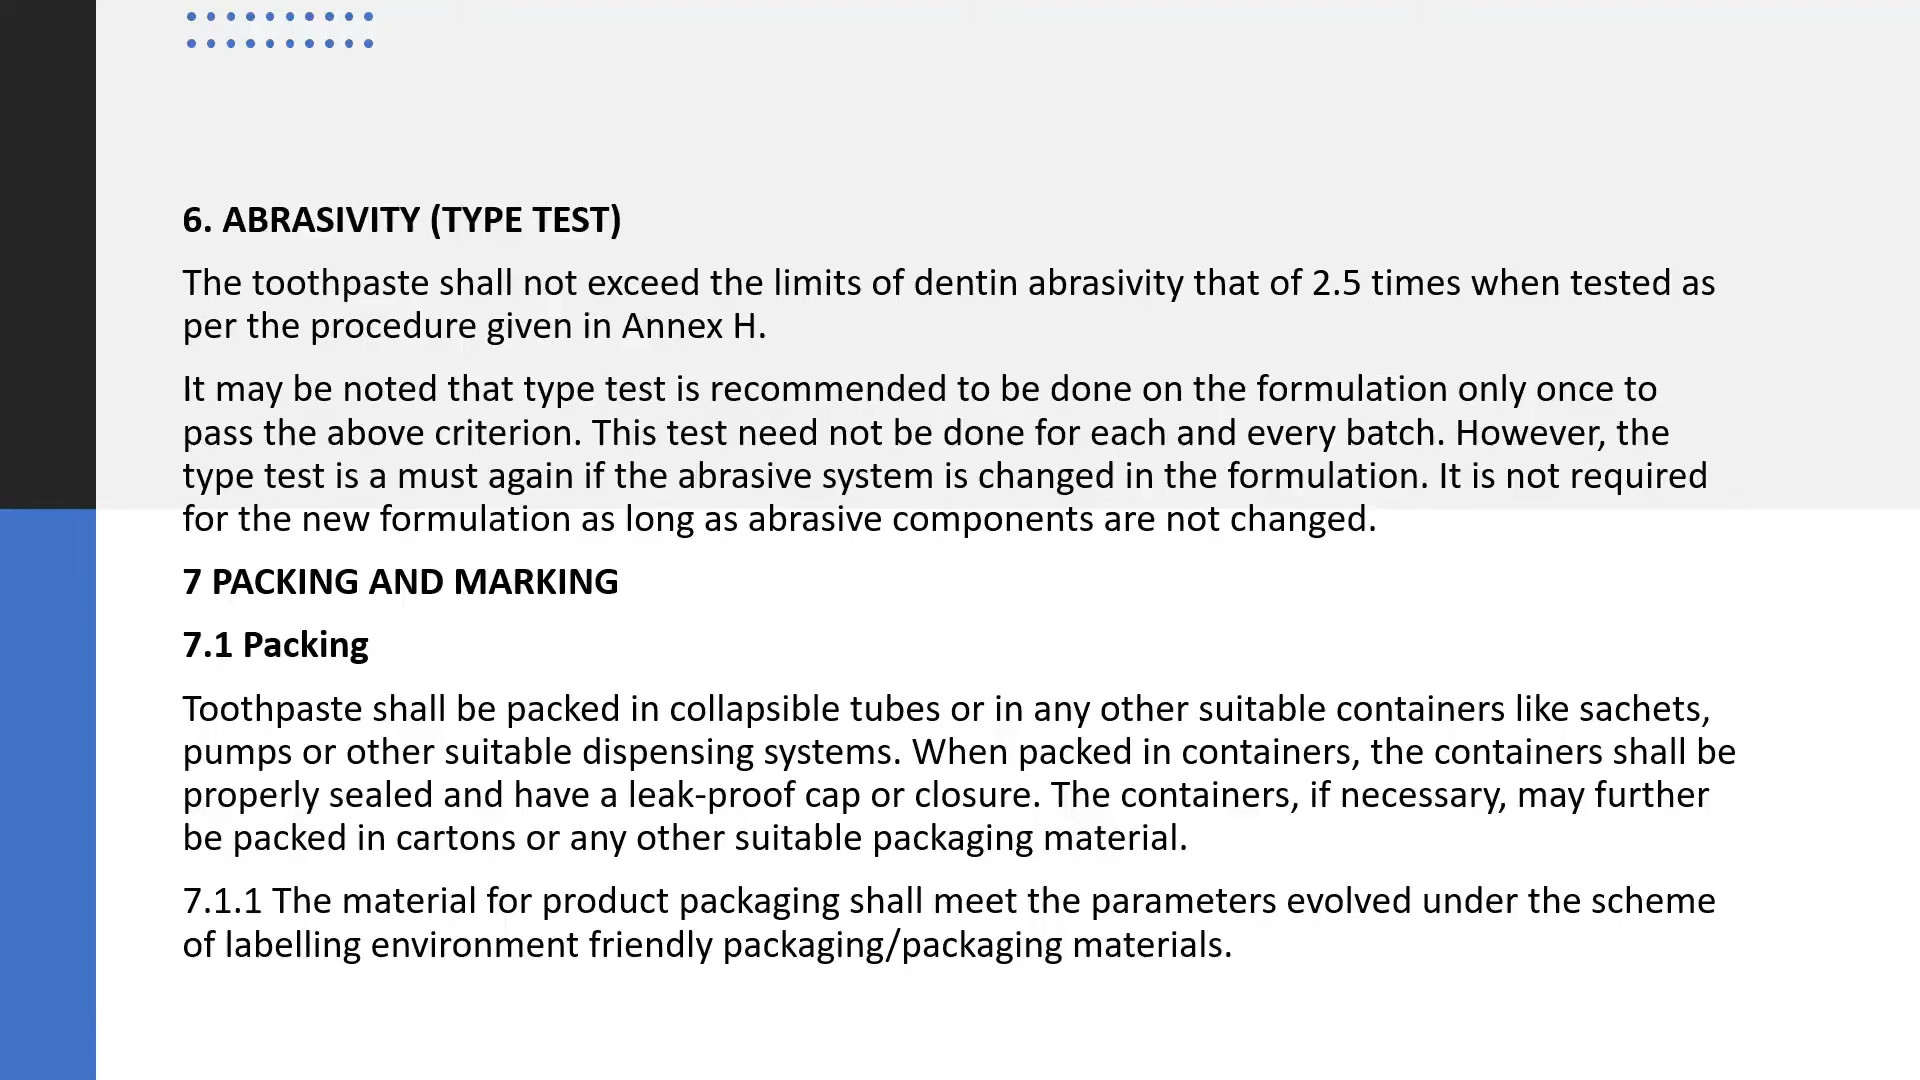 6. ABRASIVITY (TYPE TEST)
The toothpaste shall not exceed the limits of dentin abrasivity that of 2.5 times when tested as
per the procedure given in Annex H.
It may be noted that type test is recommended to be done on the formulation only once to
pass the above criterion. This test need not be done for each and every batch. However, the
type test is a must again if the abrasive system is changed in the formulation. It is not required
for the new formulation as long as abrasive components are not changed.
7 PACKING AND MARKING
7.1 Packing
Toothpaste shall be packed in collapsible tubes or in any other suitable containers like sachets,
pumps or other suitable dispensing systems. When packed in containers, the containers shall be
properly sealed and have a leak-proof cap or closure. The containers, if necessary, may further
be packed in cartons or any other suitable packaging material.
7.1.1 The material for product packaging shall meet the parameters evolved under the scheme
of labelling environment friendly packaging/packaging materials.